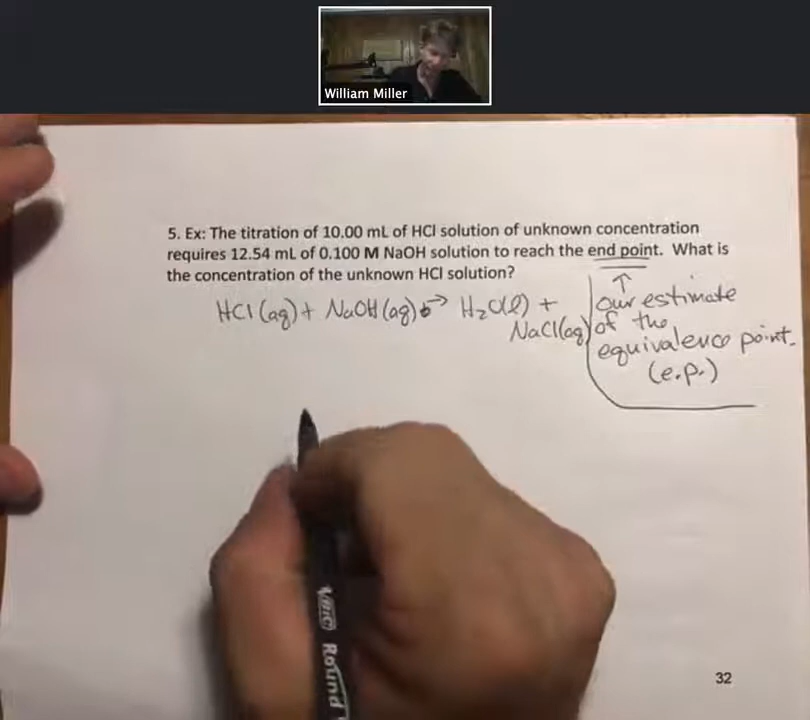 William Miller
5. Ex: The titration of 10.00 mL of HCl solution of unknown concentration
requires 12.54 mL of 0.100 M NaOH solution to reach the end point. What is
the concentration of the unknown HCl solution?
HCl(aq) + NaOH(aq) → H₂O(l) +
NaCl(aq)
↑
our estimate
of the
equivalence point.
(e.p.)
Round
32